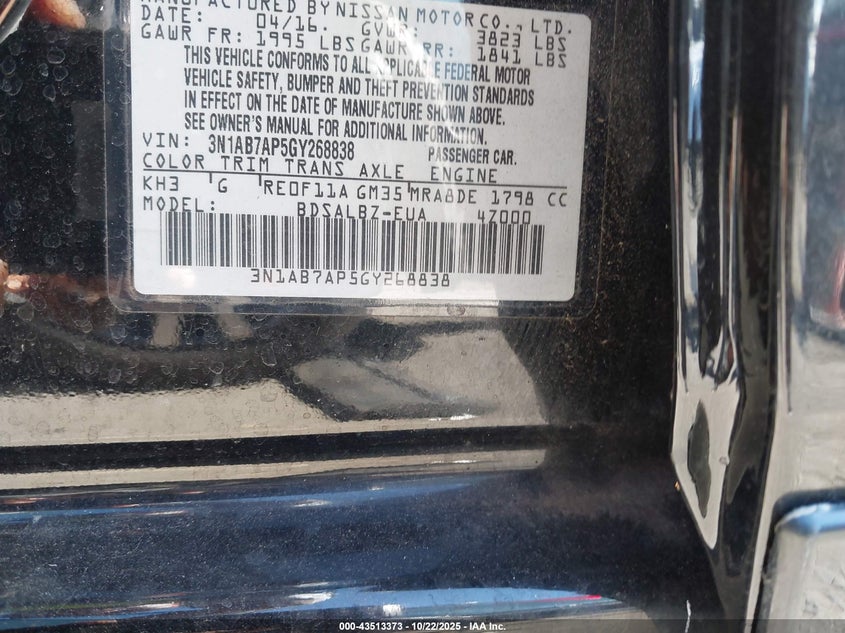 MANUFACTURED BY NISSAN MOTOR CO., LTD.
DATE: 04/16. GVWR: 3823 LBS
GAWR FR: 1995 LBS GAWR RR: 1841 LBS
THIS VEHICLE CONFORMS TO ALL APPLICABLE FEDERAL MOTOR
VEHICLE SAFETY, BUMPER AND THEFT PREVENTION STANDARDS
IN EFFECT ON THE DATE OF MANUFACTURE SHOWN ABOVE.
SEE OWNER'S MANUAL FOR ADDITIONAL INFORMATION.
VIN: 3N1AB7AP5GY268838 PASSENGER CAR.
COLOR TRIM TRANS AXLE ENGINE
KH3 G RE0F11A GM35 MRA8DE 1798 CC
MODEL: BDSALBZ-EUA 4Z000
3N1AB7AP5GY268838
000-43513373 - 10/22/2025 - IAA Inc.